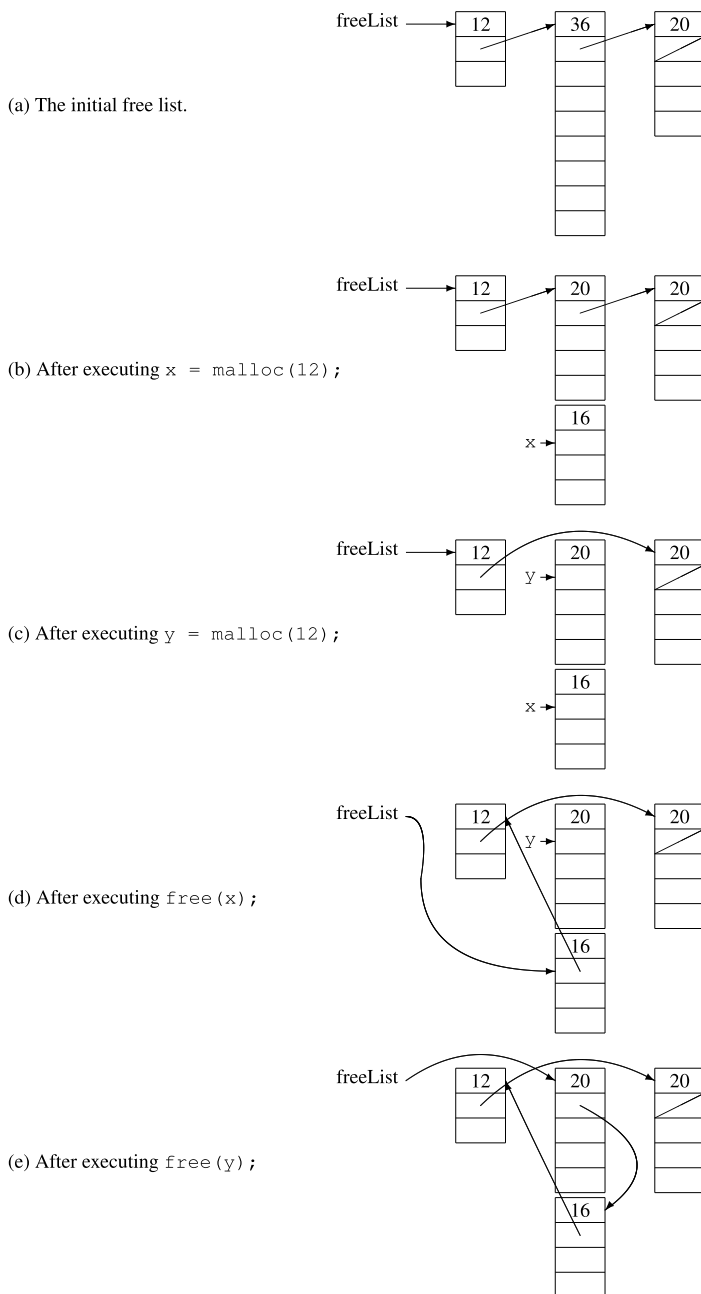 freeList 12 36 20
(a) The initial free list.
freeList 12 20 20
(b) After executing x = malloc(12);
16
x
freeList 12 20 20
y
(c) After executing y = malloc(12);
16
x
freeList 12 20 20
y
(d) After executing free(x);
16
freeList 12 20 20
(e) After executing free(y);
16